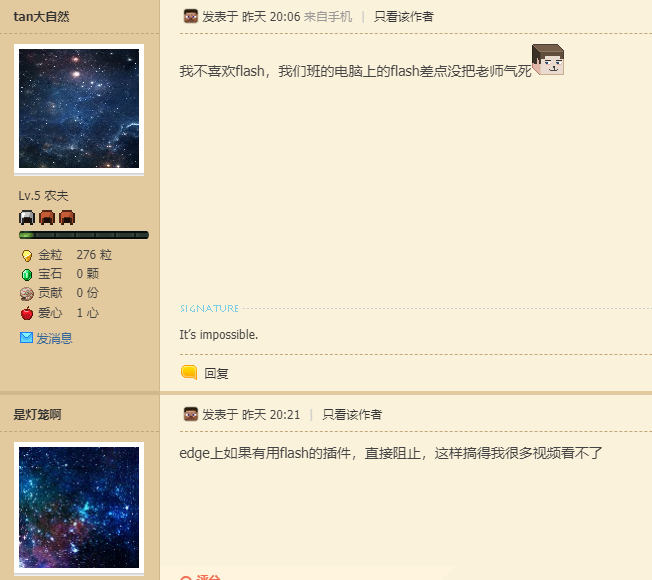 tan大自然
发表于 昨天 20:06 来自手机 | 只看该作者
我不喜欢flash，我们班的电脑上的flash差点没把老师气死
Lv.5 农夫
金粒 276 粒
宝石 0 颗
贡献 0 份
爱心 1 心
发消息
SIGNATURE
It's impossible.
回复
是灯笼啊
发表于 昨天 20:21 | 只看该作者
edge上如果有用flash的插件，直接阻止，这样搞得我很多视频看不了
评分